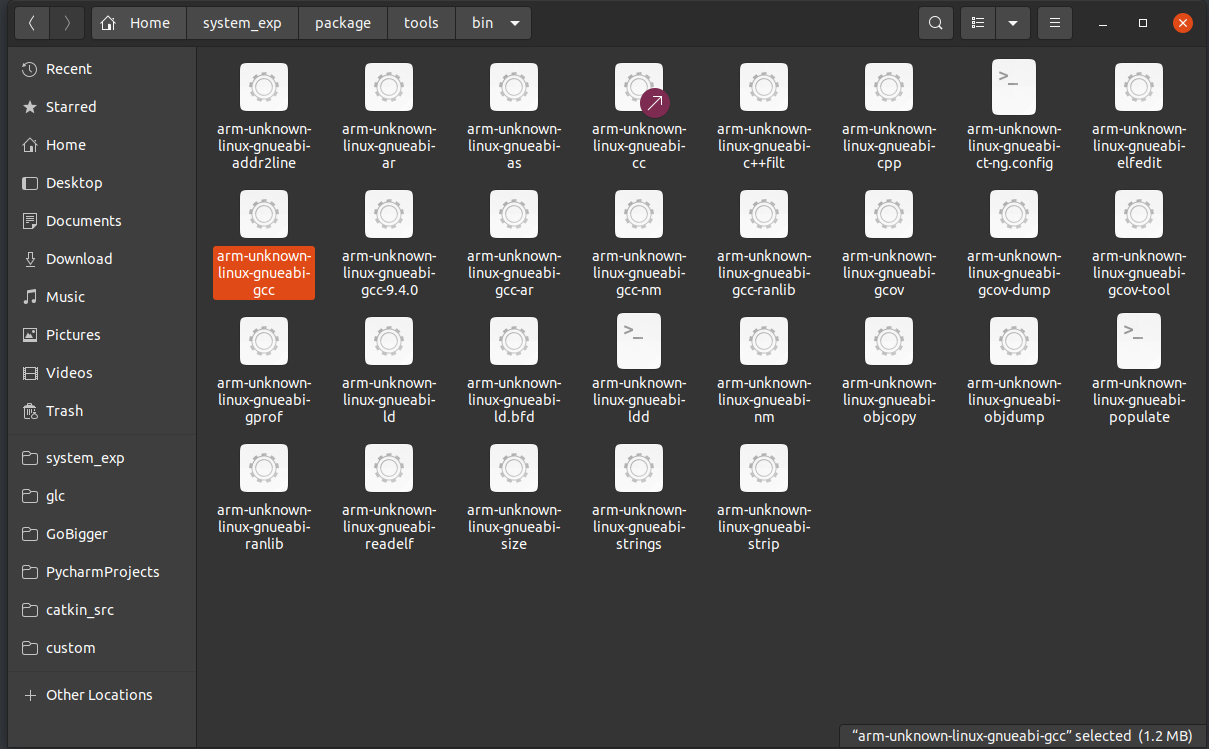 Home system_exp package tools bin
Recent
Starred
Home
Desktop
Documents
Download
Music
Pictures
Videos
Trash
system_exp
glc
GoBigger
PycharmProjects
catkin_src
custom
Other Locations
arm-unknown-
linux-gnueabi-
addr2line
arm-unknown-
linux-gnueabi-
ar
arm-unknown-
linux-gnueabi-
as
arm-unknown-
linux-gnueabi-
cc
arm-unknown-
linux-gnueabi-
c++filt
arm-unknown-
linux-gnueabi-
cpp
>_
arm-unknown-
linux-gnueabi-
ct-ng.config
arm-unknown-
linux-gnueabi-
elfedit
arm-unknown-
linux-gnueabi-
gcc
arm-unknown-
linux-gnueabi-
gcc-9.4.0
arm-unknown-
linux-gnueabi-
gcc-ar
arm-unknown-
linux-gnueabi-
gcc-nm
arm-unknown-
linux-gnueabi-
gcc-ranlib
arm-unknown-
linux-gnueabi-
gcov
arm-unknown-
linux-gnueabi-
gcov-dump
arm-unknown-
linux-gnueabi-
gcov-tool
arm-unknown-
linux-gnueabi-
gprof
arm-unknown-
linux-gnueabi-
ld
arm-unknown-
linux-gnueabi-
ld.bfd
>_
arm-unknown-
linux-gnueabi-
ldd
arm-unknown-
linux-gnueabi-
nm
arm-unknown-
linux-gnueabi-
objcopy
arm-unknown-
linux-gnueabi-
objdump
>_
arm-unknown-
linux-gnueabi-
populate
arm-unknown-
linux-gnueabi-
ranlib
arm-unknown-
linux-gnueabi-
readelf
arm-unknown-
linux-gnueabi-
size
arm-unknown-
linux-gnueabi-
strings
arm-unknown-
linux-gnueabi-
strip
“arm-unknown-linux-gnueabi-gcc” selected (1.2 MB)